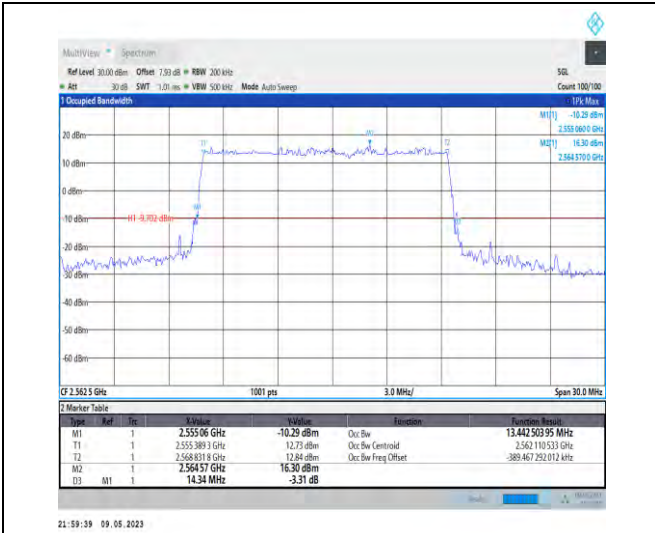 MultiView Spectrum
Ref Level 30.00 dBm Offset 7.93 dB RBW 200 kHz SGL
Att 30 dB SWT 1.01 ms VBW 500 kHz Mode Auto Sweep Count 100/100
1 Occupied Bandwidth 1Pk Max
M1[1] -10.29 dBm
2.555 060 0 GHz
M2[1] 16.30 dBm
2.564 570 0 GHz
20 dBm
T1 M2 T2
10 dBm
0 dBm
M1
-10 dBm H1 -9.702 dBm
-20 dBm
-40 dBm
-50 dBm
-60 dBm
CF 2.562 5 GHz 1001 pts 3.0 MHz/ Span 30.0 MHz
2 Marker Table
Type Ref Trc X-Value Y-Value Function Function Result
M1 1 2.555 06 GHz -10.29 dBm Occ Bw 13.442 503 95 MHz
T1 1 2.555 389 3 GHz 12.73 dBm Occ Bw Centroid 2.562 110 533 GHz
T2 1 2.568 831 8 GHz 12.84 dBm Occ Bw Freq Offset -389.467 292 012 kHz
M2 1 2.564 57 GHz 16.30 dBm
D3 M1 1 14.34 MHz -3.31 dB
21:59:39 09.05.2023